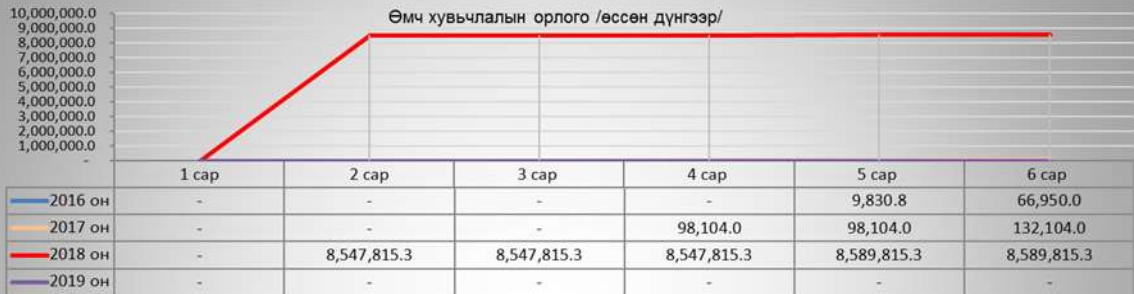 Өмч хувьчлалын орлого /өссөн дүнгээр/
10,000,000.0
9,000,000.0
8,000,000.0
7,000,000.0
6,000,000.0
5,000,000.0
4,000,000.0
3,000,000.0
2,000,000.0
1,000,000.0
-
1 сар 2 сар 3 сар 4 сар 5 сар 6 сар
2016 он - - - - 9,830.8 66,950.0
2017 он - - - 98,104.0 98,104.0 132,104.0
2018 он - 8,547,815.3 8,547,815.3 8,547,815.3 8,589,815.3 8,589,815.3
2019 он - - - - - -